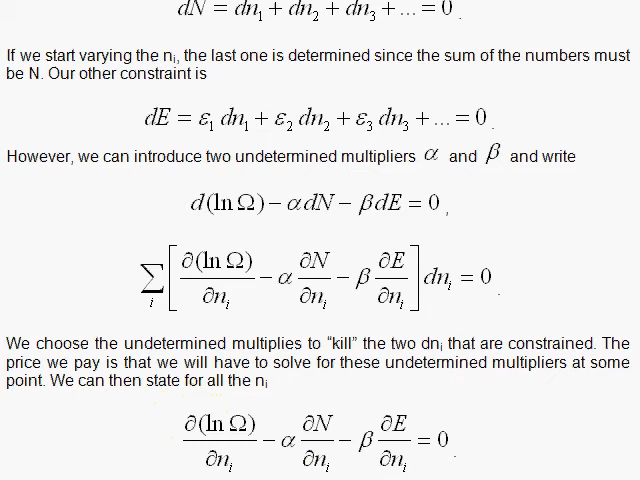 dN = dn₁ + dn₂ + dn₃ + ... = 0 .
If we start varying the nᵢ, the last one is determined since the sum of the numbers must
be N. Our other constraint is
dE = ε₁ dn₁ + ε₂ dn₂ + ε₃ dn₃ + ... = 0 .
However, we can introduce two undetermined multipliers α and β and write
d(ln Ω) − αdN − βdE = 0 ,
∑ᵢ [ ∂(ln Ω)/∂nᵢ − α ∂N/∂nᵢ − β ∂E/∂nᵢ ] dnᵢ = 0 .
We choose the undetermined multiplies to “kill” the two dnᵢ that are constrained. The
price we pay is that we will have to solve for these undetermined multipliers at some
point. We can then state for all the nᵢ
∂(ln Ω)/∂nᵢ − α ∂N/∂nᵢ − β ∂E/∂nᵢ = 0 .